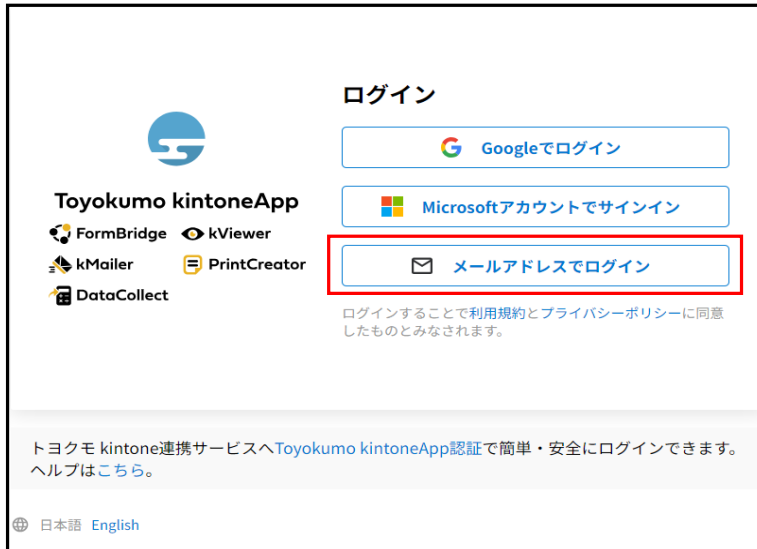 ログイン
Googleでログイン
Microsoftアカウントでサインイン
メールアドレスでログイン
ログインすることで利用規約とプライバシーポリシーに同意
したものとみなされます。
Toyokumo kintoneApp
FormBridge kViewer
kMailer PrintCreator
DataCollect
トヨクモ kintone連携サービスへToyokumo kintoneApp認証で簡単・安全にログインできます。
ヘルプはこちら。
日本語 English